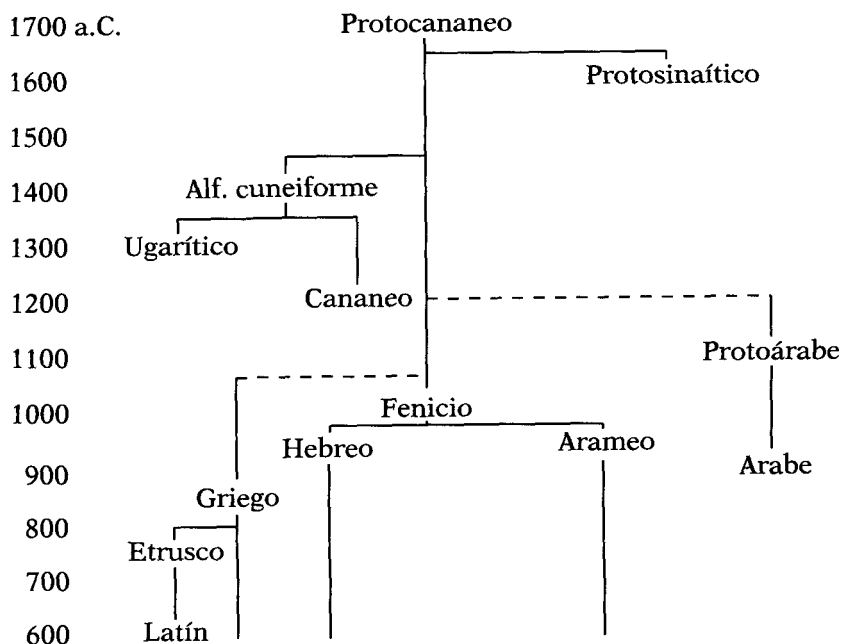 1700 a.C. Protocananeo
Protosinaítico
1600
1500
Alf. cuneiforme
1400
Ugarítico
1300
Cananeo
1200
Protoárabe
1100
Fenicio
1000
Hebreo Arameo
Arabe
900
Griego
800
Etrusco
700
Latín
600